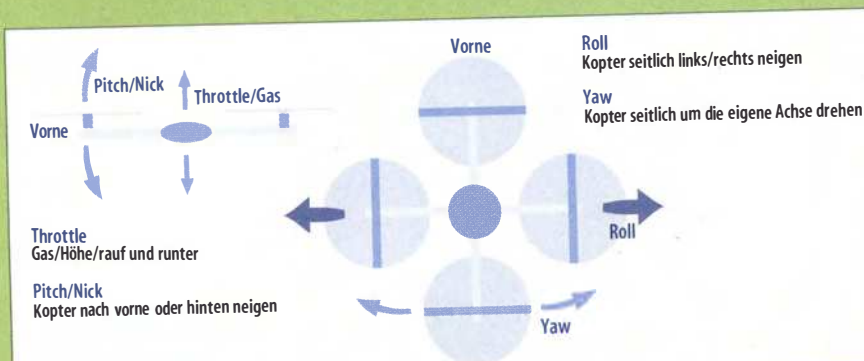 Pitch/Nick
Throttle/Gas
Vorne
Throttle
Gas/Höhe/rauf und runter
Pitch/Nick
Kopter nach vorne oder hinten neigen
Vorne
Roll
Yaw
Roll
Kopter seitlich links/rechts neigen
Yaw
Kopter seitlich um die eigene Achse drehen